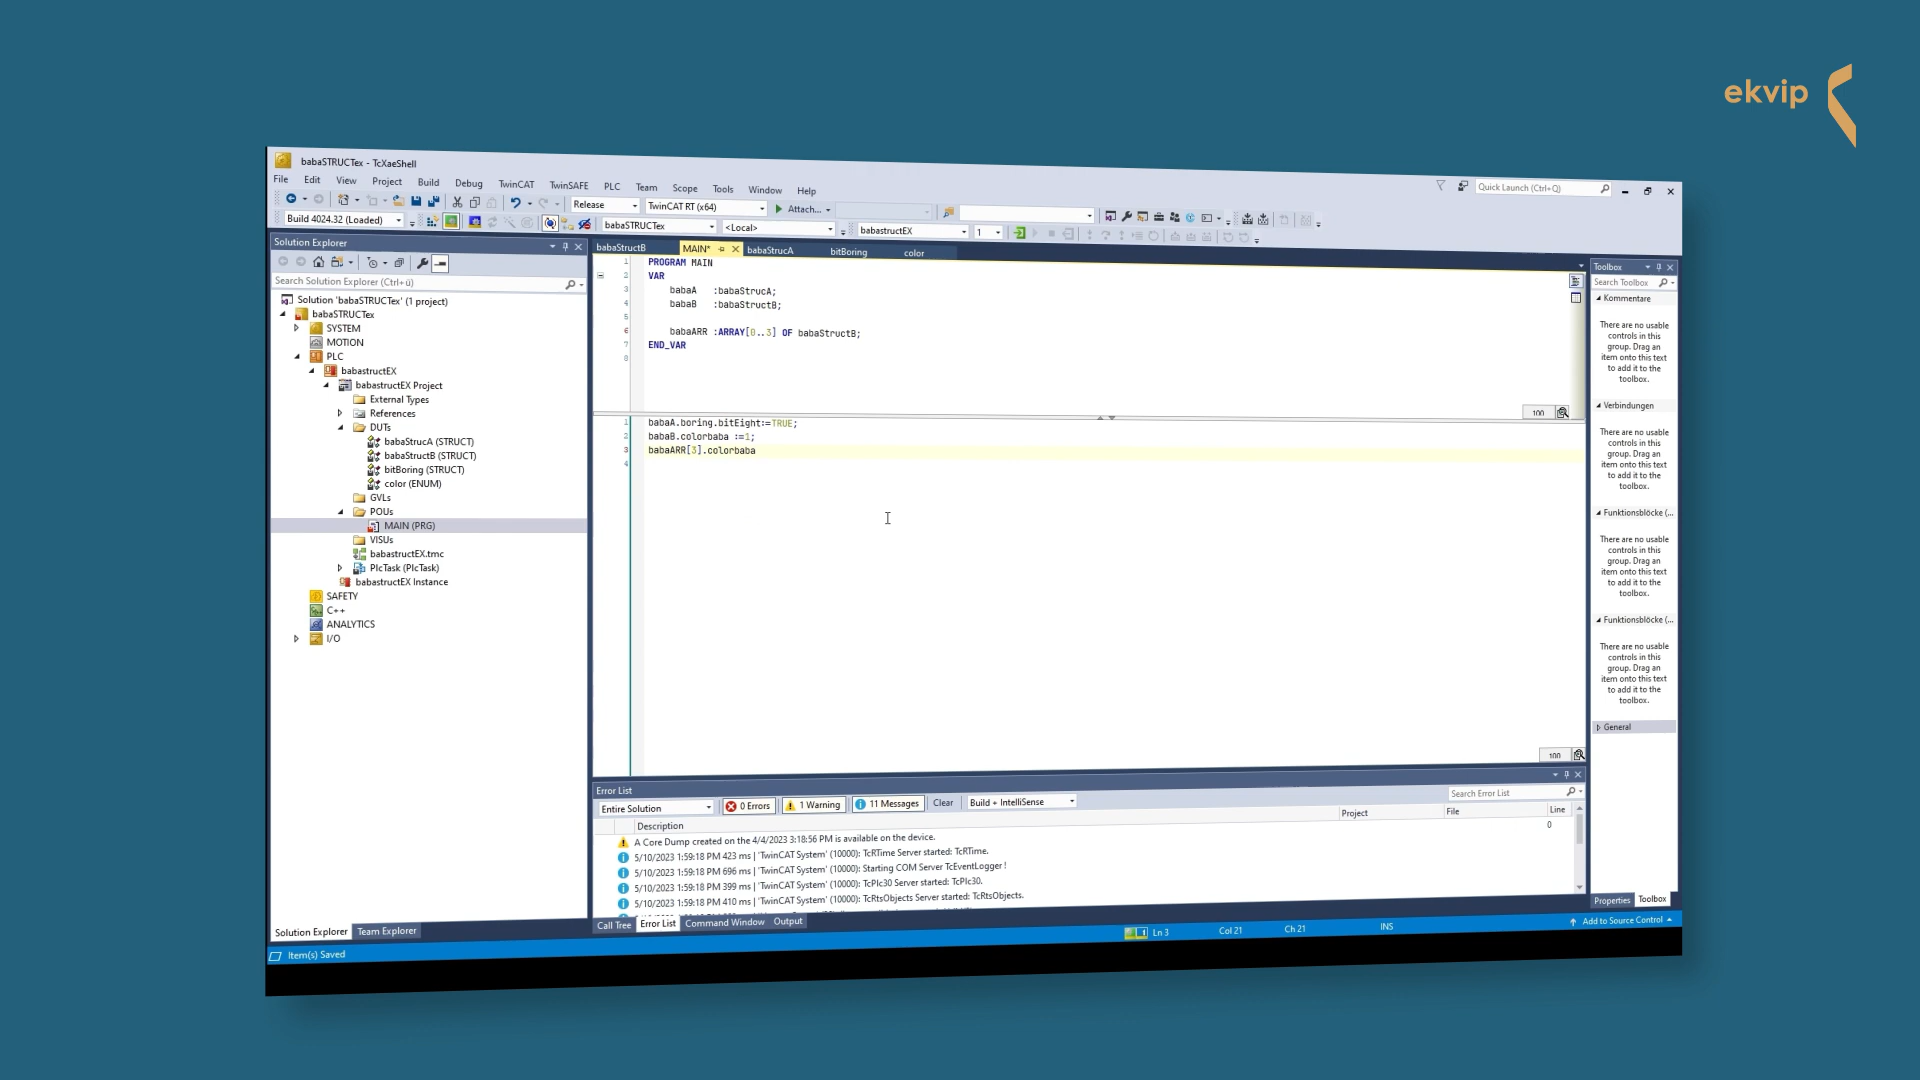 ekvip
babaSTRUCTex - TcXaeShell
Quick Launch (Ctrl+Q)
File Edit View Project Build Debug TwinCAT TwinSAFE PLC Team Scope Tools Window Help
Release TwinCAT RT (x64) Attach...
Build 4024.32 (Loaded) babaSTRUCTex <Local> babastructEX 1
Solution Explorer
Search Solution Explorer (Ctrl+ü)
Solution 'babaSTRUCTex' (1 project)
babaSTRUCTex
SYSTEM
MOTION
PLC
babastructEX
babastructEX Project
External Types
References
DUTs
babaStrucA (STRUCT)
babaStructB (STRUCT)
bitBoring (STRUCT)
color (ENUM)
GVLs
POUs
MAIN (PRG)
VISUs
babastructEX.tmc
PlcTask (PlcTask)
babastructEX Instance
SAFETY
C++
ANALYTICS
I/O
Solution Explorer Team Explorer
babaStructB MAIN* babaStrucA bitBoring color
1 PROGRAM MAIN
2 VAR
3 babaA :babaStrucA;
4 babaB :babaStructB;
5
6 babaARR :ARRAY[0..3] OF babaStructB;
7 END_VAR
8
100
1 babaA.boring.bitEight:=TRUE;
2 babaB.colorbaba :=1;
3 babaARR[3].colorbaba
4
100
Error List
Entire Solution 0 Errors 1 Warning 11 Messages Clear Build + IntelliSense Search Error List
Description Project File Line
A Core Dump created on the 4/4/2023 3:18:56 PM is available on the device. 0
5/10/2023 1:59:18 PM 423 ms | 'TwinCAT System' (10000): TcRTime Server started: TcRTime.
5/10/2023 1:59:18 PM 696 ms | 'TwinCAT System' (10000): Starting COM Server TcEventLogger !
5/10/2023 1:59:18 PM 399 ms | 'TwinCAT System' (10000): TcPlc30 Server started: TcPlc30.
5/10/2023 1:59:18 PM 410 ms | 'TwinCAT System' (10000): TcRtsObjects Server started: TcRtsObjects.
Call Tree Error List Command Window Output
Toolbox
Search Toolbox
Kommentare
There are no usable
controls in this
group. Drag an
item onto this text
to add it to the
toolbox.
Verbindungen
There are no usable
controls in this
group. Drag an
item onto this text
to add it to the
toolbox.
Funktionsblöcke (...
There are no usable
controls in this
group. Drag an
item onto this text
to add it to the
toolbox.
Funktionsblöcke (...
There are no usable
controls in this
group. Drag an
item onto this text
to add it to the
toolbox.
General
Properties Toolbox
Item(s) Saved Ln 3 Col 21 Ch 21 INS Add to Source Control